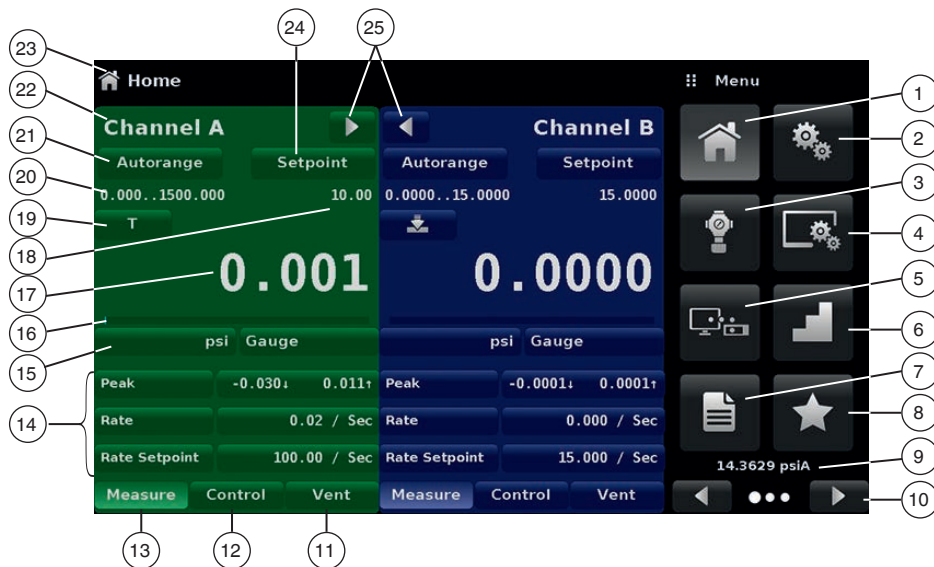 24 25
23
Home Menu
22
1
Channel A Channel B
2
21
Autorange Setpoint Autorange Setpoint
3
20
0.000..1500.000 10.00 0.0000..15.0000 15.0000
19
T
4
18
17
0.001 0.0000
5
16
6
psi Gauge psi Gauge
15
7
Peak -0.030↓ 0.011↑ Peak -0.0001↓ 0.0001↑
8
14
Rate 0.02 / Sec Rate 0.000 / Sec
9
Rate Setpoint 100.00 / Sec Rate Setpoint 15.000 / Sec
14.3629 psiA
10
Measure Control Vent Measure Control Vent
13 12 11